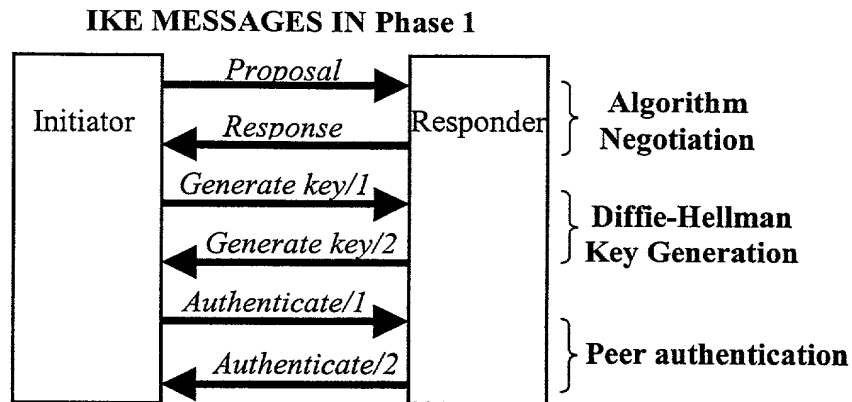 IKE MESSAGES IN Phase 1
Proposal
Initiator
Responder
Algorithm
Negotiation
Response
Generate key/1
Diffie-Hellman
Key Generation
Generate key/2
Authenticate/1
Peer authentication
Authenticate/2